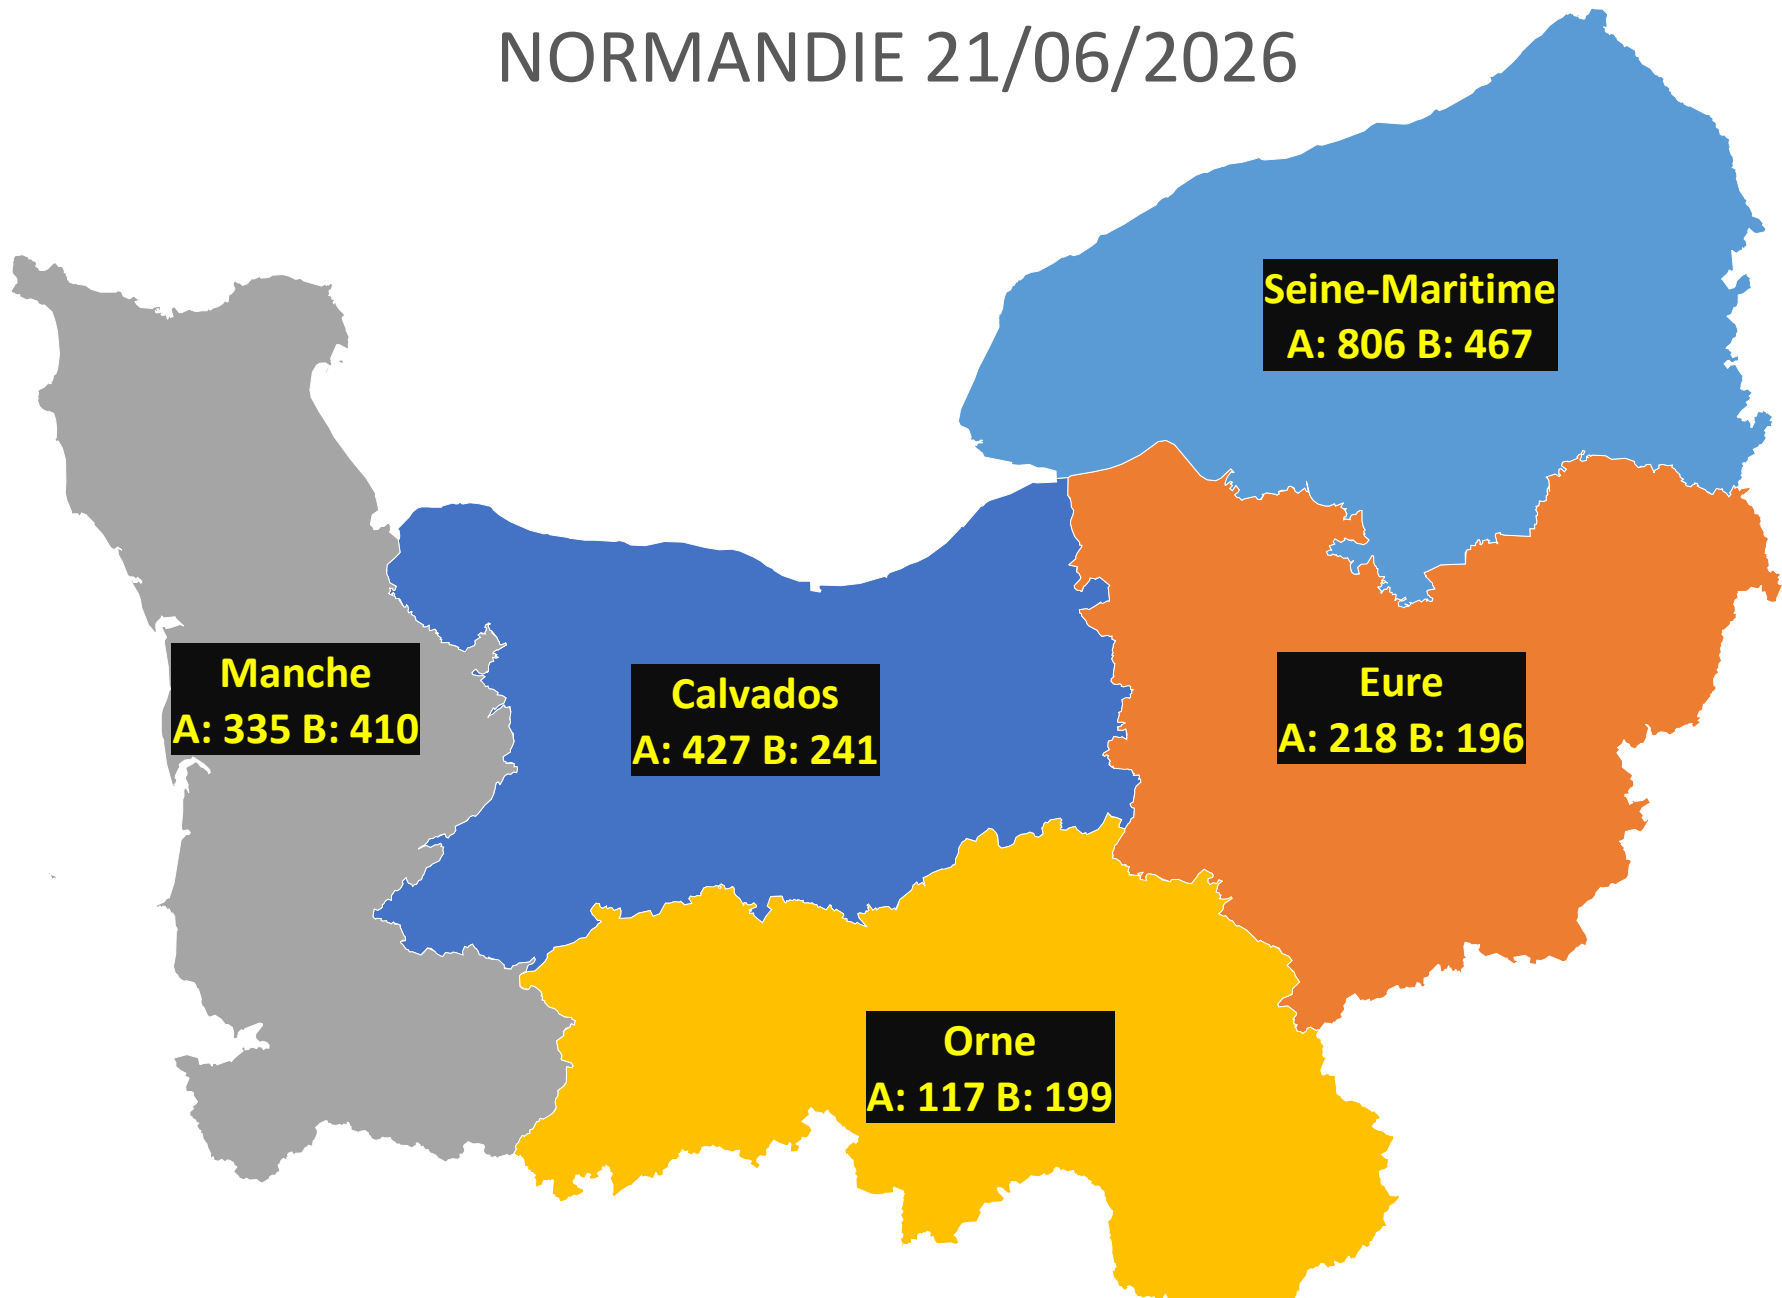 NORMANDIE 21/06/2026
Seine-Maritime
A: 806 B: 467
Manche
A: 335 B: 410
Calvados
A: 427 B: 241
Eure
A: 218 B: 196
Orne
A: 117 B: 199